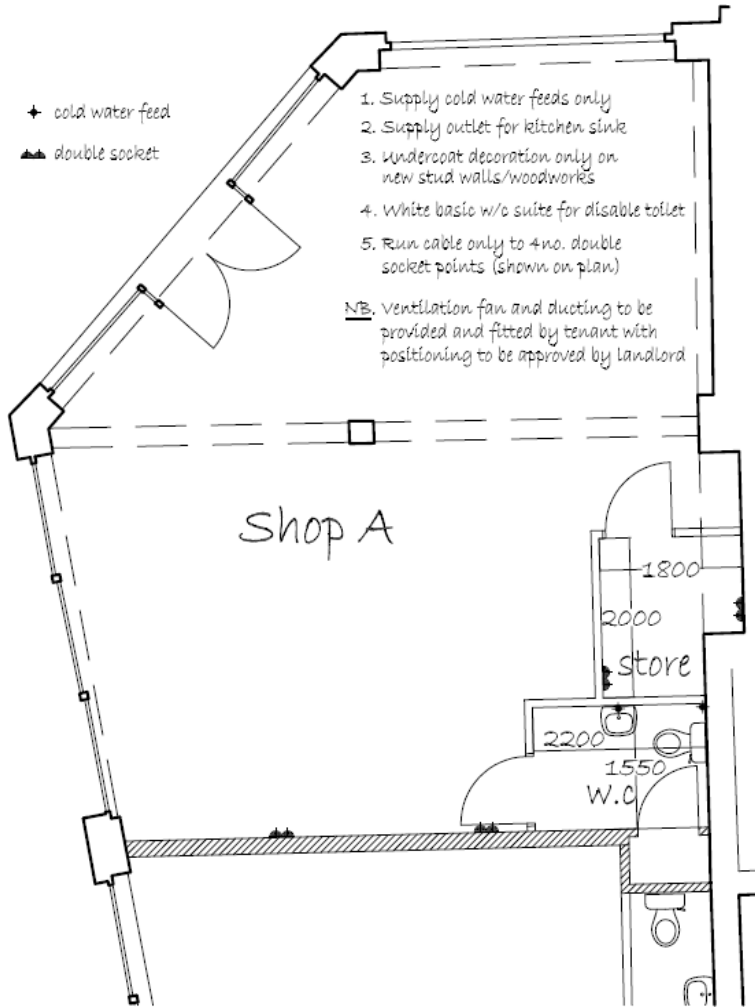 cold water feed
double socket
1. Supply cold water feeds only
2. Supply outlet for kitchen sink
3. Undercoat decoration only on
new stud walls/woodworks
4. White basic w/c suite for disable toilet
5. Run cable only to 4no. double
socket points (shown on plan)
NB. Ventilation fan and ducting to be
provided and fitted by tenant with
positioning to be approved by landlord
Shop A
1800
2000
store
2200
1550
W.C